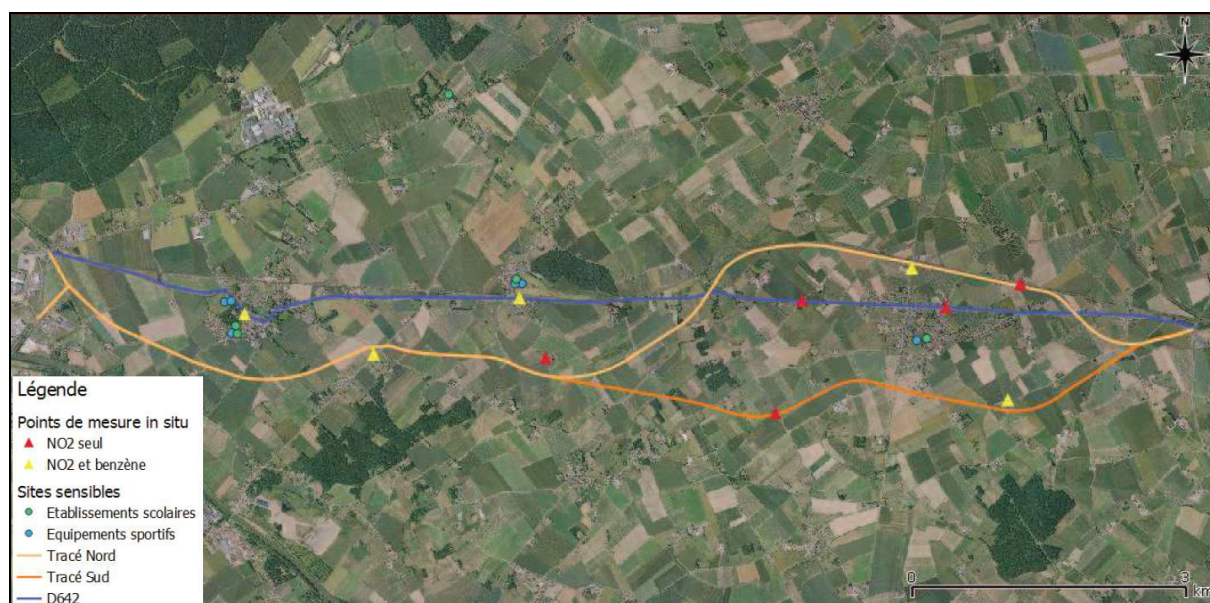 N
Légende
Points de mesure in situ
NO2 seul
NO2 et benzène
Sites sensibles
Etablissements scolaires
Equipements sportifs
Tracé Nord
Tracé Sud
D642
0 3
km